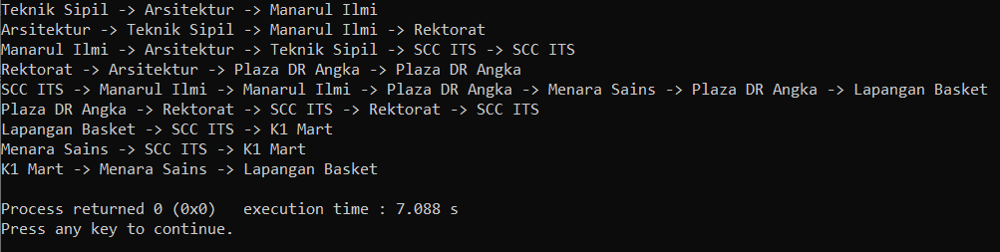 Teknik Sipil -> Arsitektur -> Manarul Ilmi
Arsitektur -> Teknik Sipil -> Manarul Ilmi -> Rektorat
Manarul Ilmi -> Arsitektur -> Teknik Sipil -> SCC ITS -> SCC ITS
Rektorat -> Arsitektur -> Plaza DR Angka -> Plaza DR Angka
SCC ITS -> Manarul Ilmi -> Manarul Ilmi -> Plaza DR Angka -> Menara Sains -> Plaza DR Angka -> Lapangan Basket
Plaza DR Angka -> Rektorat -> SCC ITS -> Rektorat -> SCC ITS
Lapangan Basket -> SCC ITS -> K1 Mart
Menara Sains -> SCC ITS -> K1 Mart
K1 Mart -> Menara Sains -> Lapangan Basket
Process returned 0 (0x0)   execution time : 7.088 s
Press any key to continue.